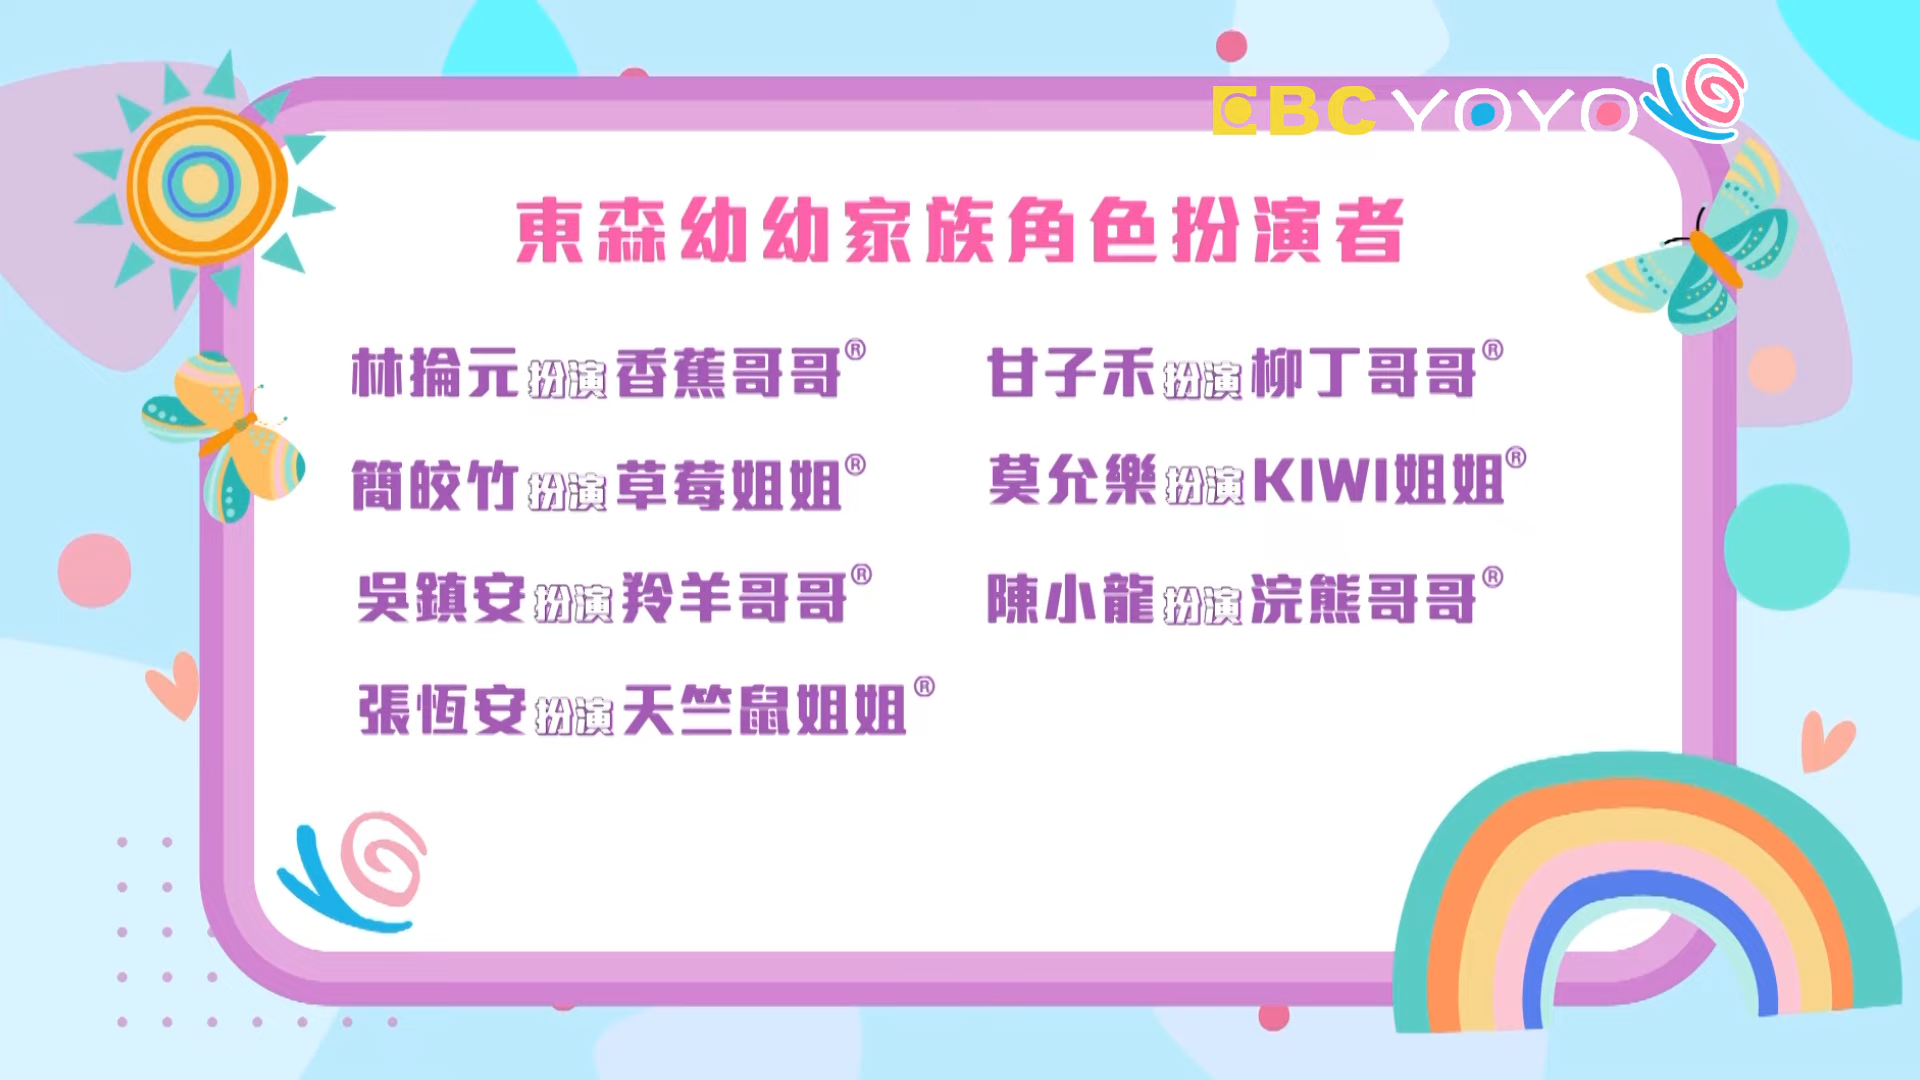 EBC YOYO
東森幼幼家族角色扮演者
林掄元扮演香蕉哥哥® 甘子禾扮演柳丁哥哥®
簡皎竹扮演草莓姐姐® 莫允樂扮演KIWI姐姐®
吳鎮安扮演羚羊哥哥® 陳小龍扮演浣熊哥哥®
張恆安扮演天竺鼠姐姐®